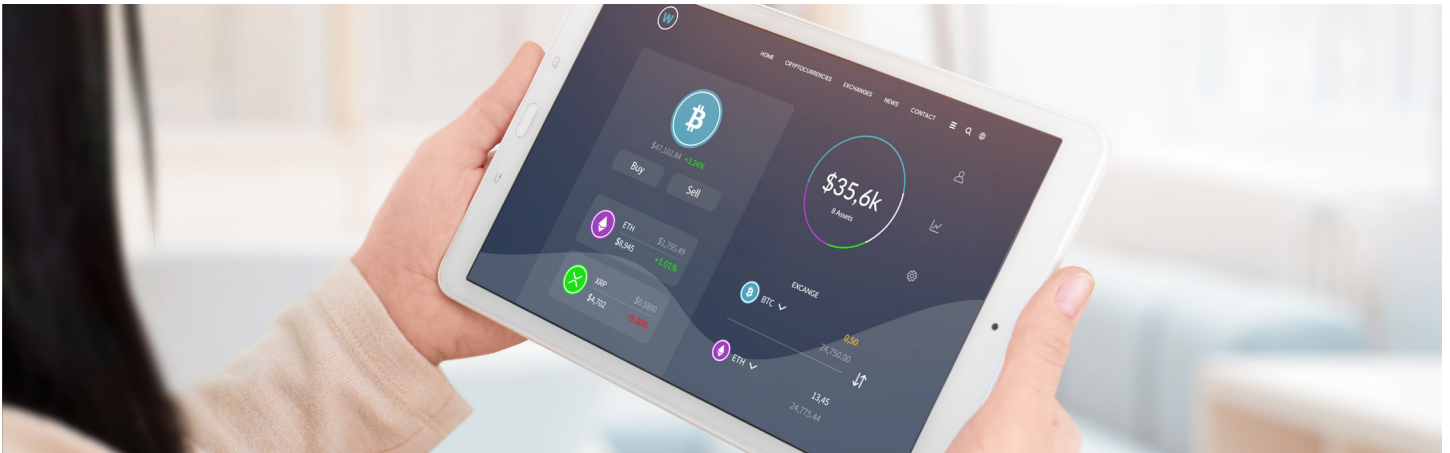 W
HOME CRYPTOCURRENCIES EXCHANGES NEWS CONTACT
$47,102.84 +3,24%
Buy Sell
ETH $1,795.49
$8,945 +1,01%
XRP $0.5800
$4,702 -0,70%
$35,6k
8 Assets
EXCANGE
BTC
0,50
24,750.00
ETH
13,45
24,775.44